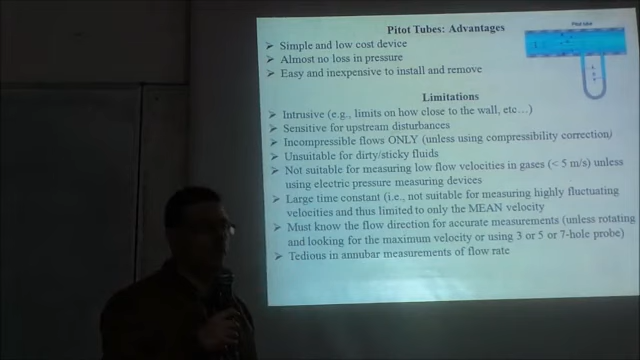 Pitot Tubes: Advantages
Pitot tube
Simple and low cost device
Almost no loss in pressure
Easy and inexpensive to install and remove
Limitations
Intrusive (e.g., limits on how close to the wall, etc…)
Sensitive for upstream disturbances
Incompressible flows ONLY (unless using compressibility correction)
Unsuitable for dirty/sticky fluids
Not suitable for measuring low flow velocities in gases (< 5 m/s) unless
using electric pressure measuring devices
Large time constant (i.e., not suitable for measuring highly fluctuating
velocities and thus limited to only the MEAN velocity
Must know the flow direction for accurate measurements (unless rotating
and looking for the maximum velocity or using 3 or 5 or 7-hole probe)
Tedious in annubar measurements of flow rate